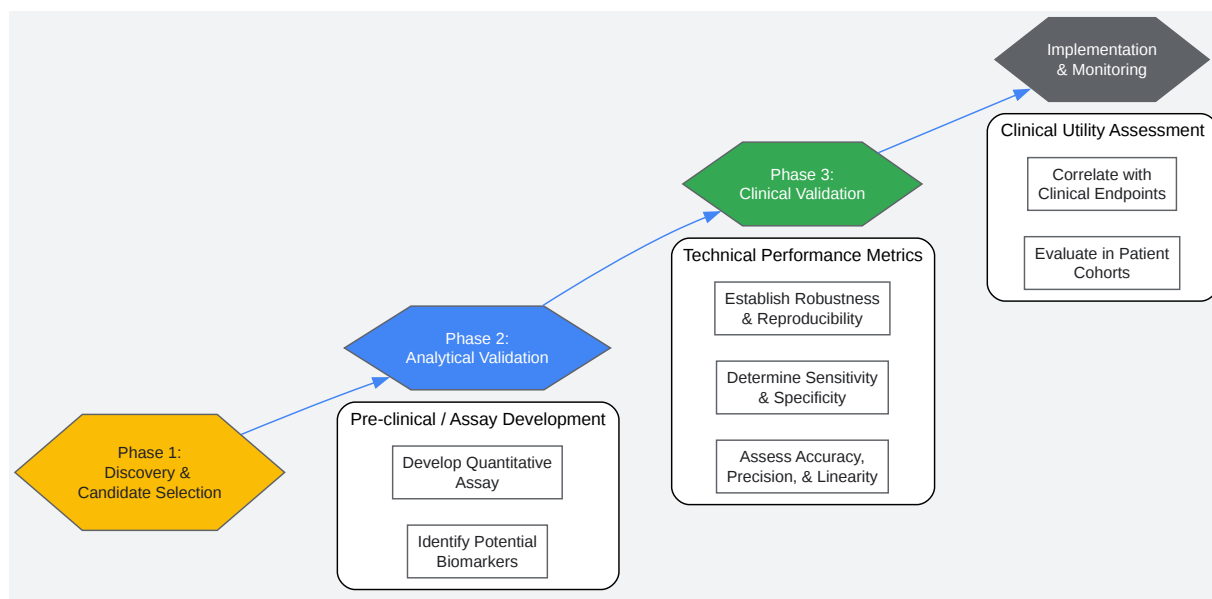 Phase 1:
Discovery &
Candidate Selection
Phase 2:
Analytical Validation
Pre-clinical / Assay Development
Develop Quantitative
Assay
Identify Potential
Biomarkers
Phase 3:
Clinical Validation
Technical Performance Metrics
Establish Robustness
& Reproducibility
Determine Sensitivity
& Specificity
Assess Accuracy,
Precision, & Linearity
Implementation
& Monitoring
Clinical Utility Assessment
Correlate with
Clinical Endpoints
Evaluate in Patient
Cohorts